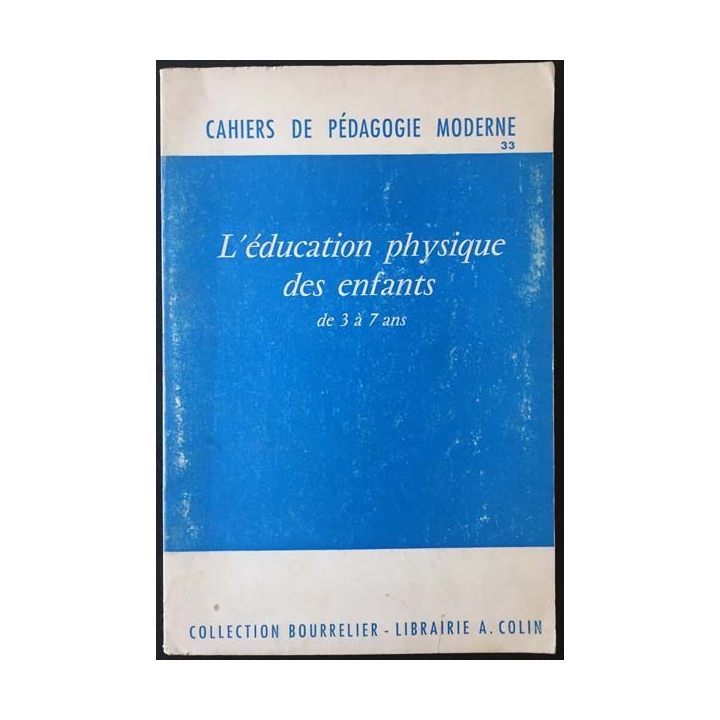 CAHIERS DE PÉDAGOGIE MODERNE
33
L'éducation physique
des enfants
de 3 à 7 ans
COLLECTION BOURRELIER - LIBRAIRIE A. COLIN